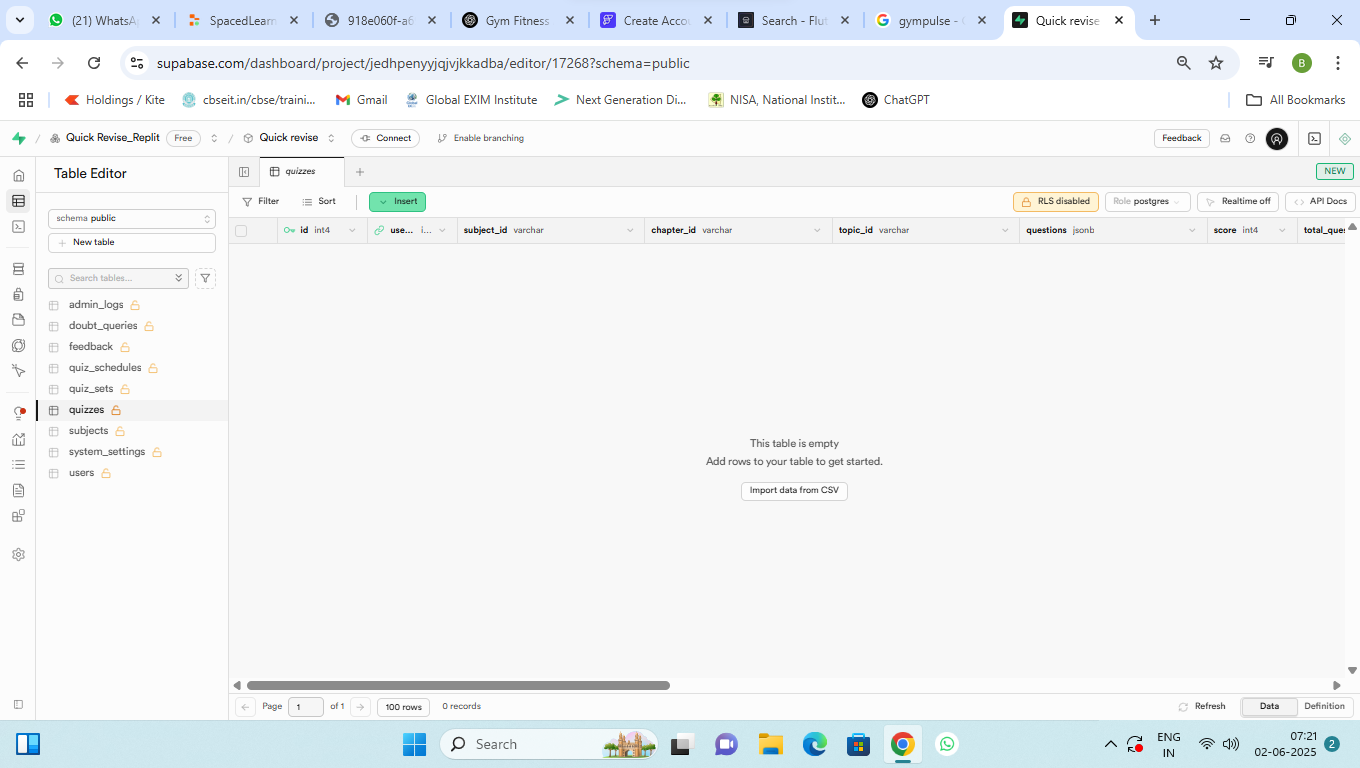 (21) WhatsA
SpacedLearn
918e060f-a6
Gym Fitness
Create Accou
Search - Flut
gympulse - G
Quick revise
supabase.com/dashboard/project/jedhpenyyjqjvjkkadba/editor/17268?schema=public
B
Holdings / Kite
cbseit.in/cbse/traini...
Gmail
Global EXIM Institute
Next Generation Di...
NISA, National Instit...
ChatGPT
All Bookmarks
/ Quick Revise_Replit Free / Quick revise Connect Enable branching Feedback
Table Editor
quizzes
NEW
schema public
New table
Search tables...
admin_logs
doubt_queries
feedback
quiz_schedules
quiz_sets
quizzes
subjects
system_settings
users
Filter Sort Insert RLS disabled Role postgres Realtime off API Docs
id int4 use... i... subject_id varchar chapter_id varchar topic_id varchar questions jsonb score int4 total_ques
This table is empty
Add rows to your table to get started.
Import data from CSV
Page 1 of 1 100 rows 0 records Refresh Data Definition
Search
ENG
IN
07:21
02-06-2025
2